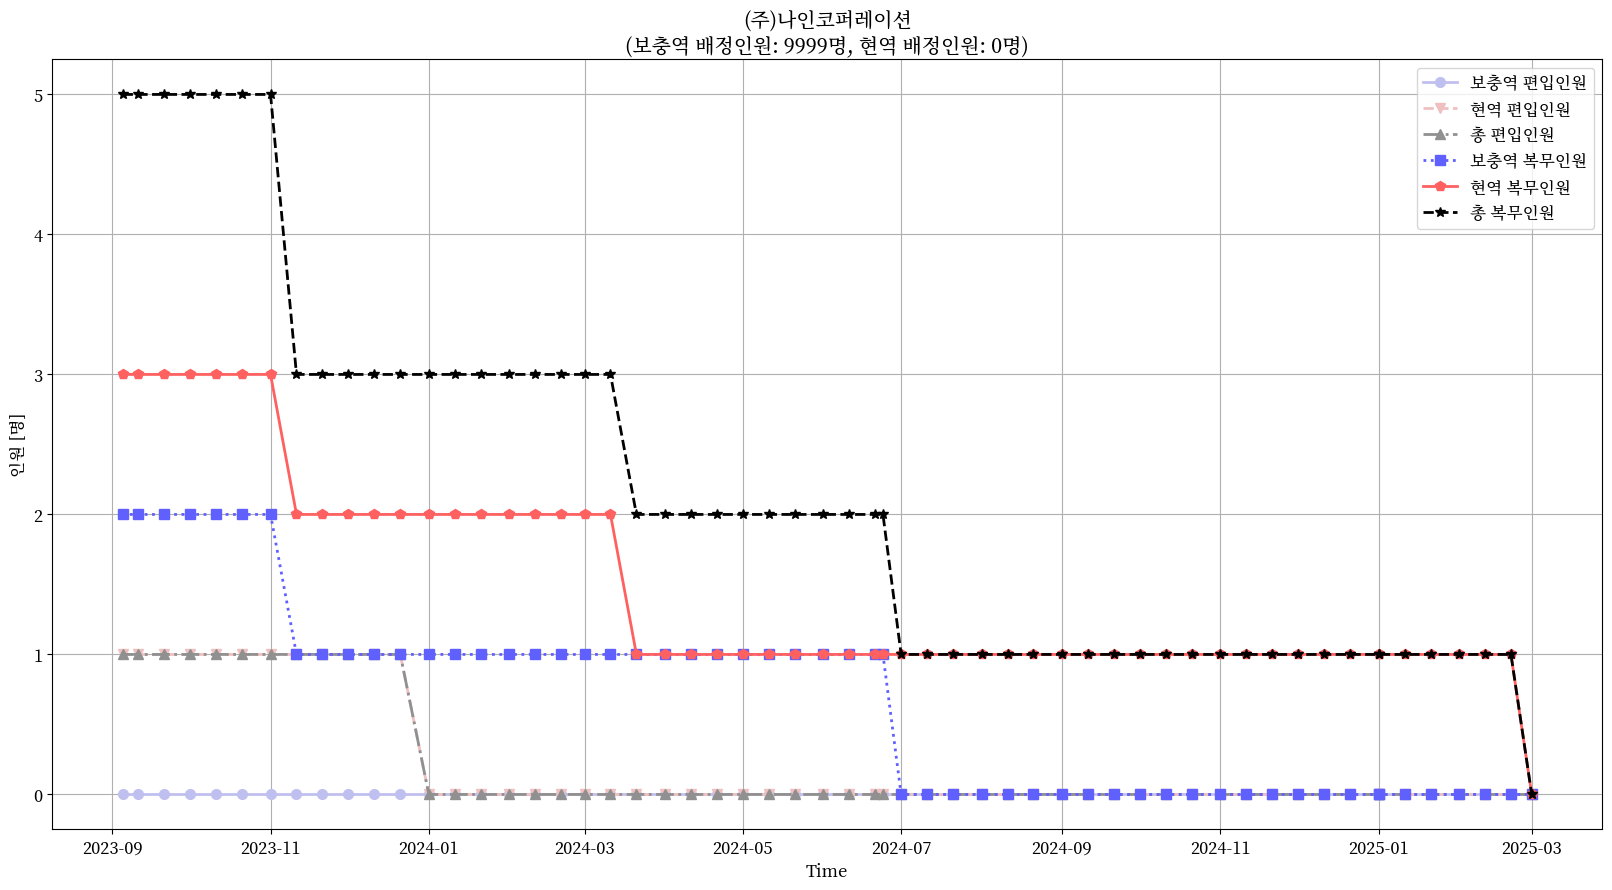 (주)나인코퍼레이션
(보충역 배정인원: 9999명, 현역 배정인원: 0명)
보충역 편입인원
현역 편입인원
총 편입인원
보충역 복무인원
현역 복무인원
총 복무인원
5
4
3
2
1
0
인원 [명]
2023-09
2023-11
2024-01
2024-03
2024-05
2024-07
2024-09
2024-11
2025-01
2025-03
Time